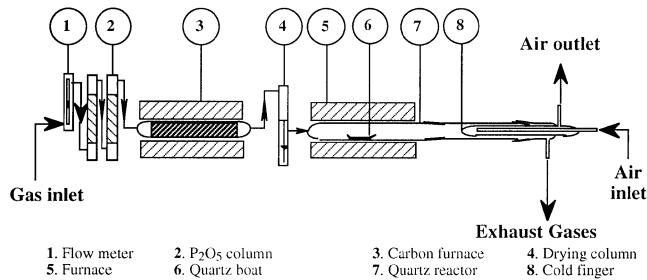 1 2 3 4 5 6 7 8
Air outlet
Gas inlet
Air
inlet
Exhaust Gases
1. Flow meter 2. P2O5 column 3. Carbon furnace 4. Drying column
5. Furnace 6. Quartz boat 7. Quartz reactor 8. Cold finger